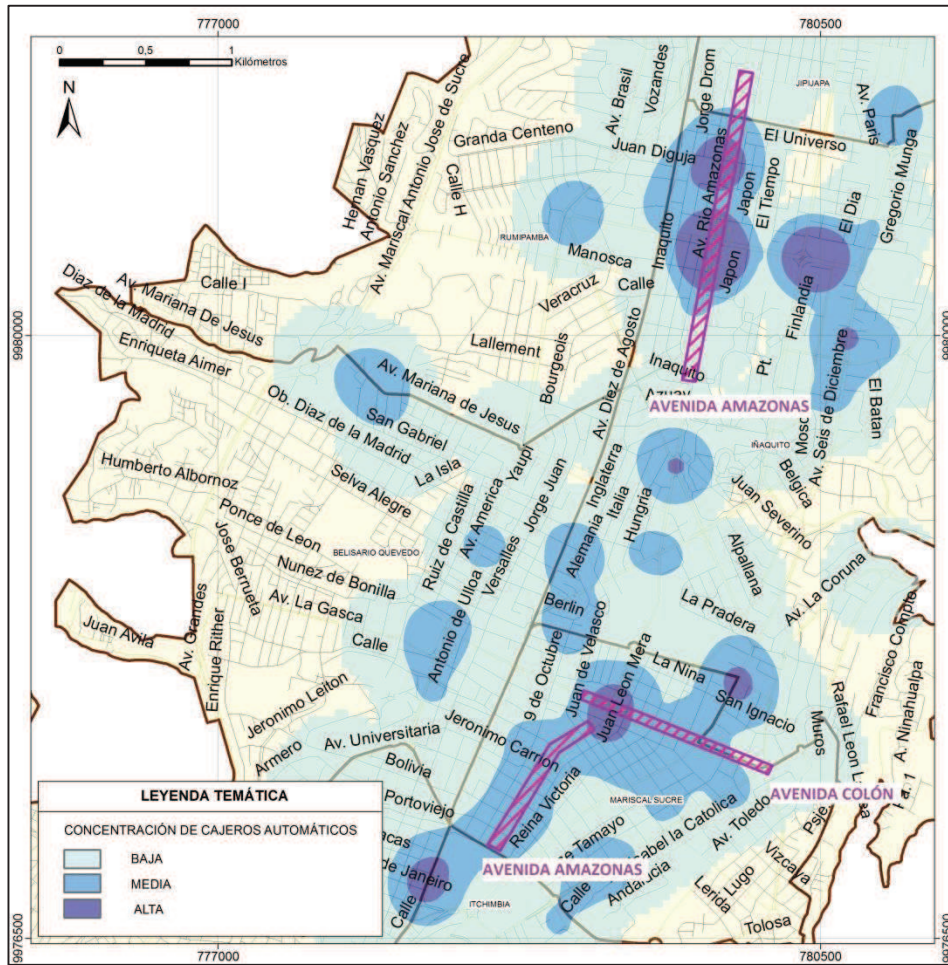 777000
780500
0
0,5
1
Kilómetros
N
Av. Brasil
Vozandes
Jorge Drom
JIPIJAPA
Av. Paris
Hernan Vasquez
Antonio Sanchez
Av. Mariscal Antonio Jose de Sucre
Granda Centeno
Calle H
Juan Diguja
El Universo
Av. Rio Amazonas
Japon
El Tiempo
El Dia
Gregorio Munga
RUMIPAMBA
Inaquito
Manosca
Calle
Japon
Calle I
Av. Mariana De Jesus
Diaz de la Madrid
Veracruz
Finlandia
9980000
Enriqueta Aimer
Lallement
Bourgeois
Av. Diez de Agosto
Inaquito
Pt.
Av. Mariana de Jesus
Azuay
AVENIDA AMAZONAS
Av. Seis de Diciembre
El Batan
San Gabriel
Ob. Diaz de la Madrid
IÑAQUITO
La Isla
Yaupi
Humberto Albornoz
Selva Alegre
Inglaterra
Italia
Hungria
Belgica
Juan Severino
Ponce de Leon
Jorge Juan
Av. America
Ruiz de Castilla
Versalles
Alemania
Jose Berrueta
BELISARIO QUEVEDO
Alpallana
Nunez de Bonilla
Antonio de Ulloa
Av. La Coruna
Av. La Gasca
Berlin
La Pradera
Juan Avila
Av. Grandes
Enrique Rither
Calle
Francisco Compte
9 de Octubre
Juan de Velasco
Juan Leon Mera
La Nina
San Ignacio
A. Ninahualpa
Jeronimo Leiton
Muros
Armero
Av. Universitaria
Jeronimo Carrion
Bolivia
AVENIDA COLÓN
Portoviejo
Reina Victoria
MARISCAL SUCRE
Av. Toledo
Tamayo
AVENIDA AMAZONAS
de Janeiro
Calle
Calle
Andalucia
Lerida
Lugo
Vizcaya
ITCHIMBIA
Tolosa
LEYENDA TEMÁTICA
CONCENTRACIÓN DE CAJEROS AUTOMÁTICOS
BAJA
MEDIA
ALTA
9976500
777000
780500